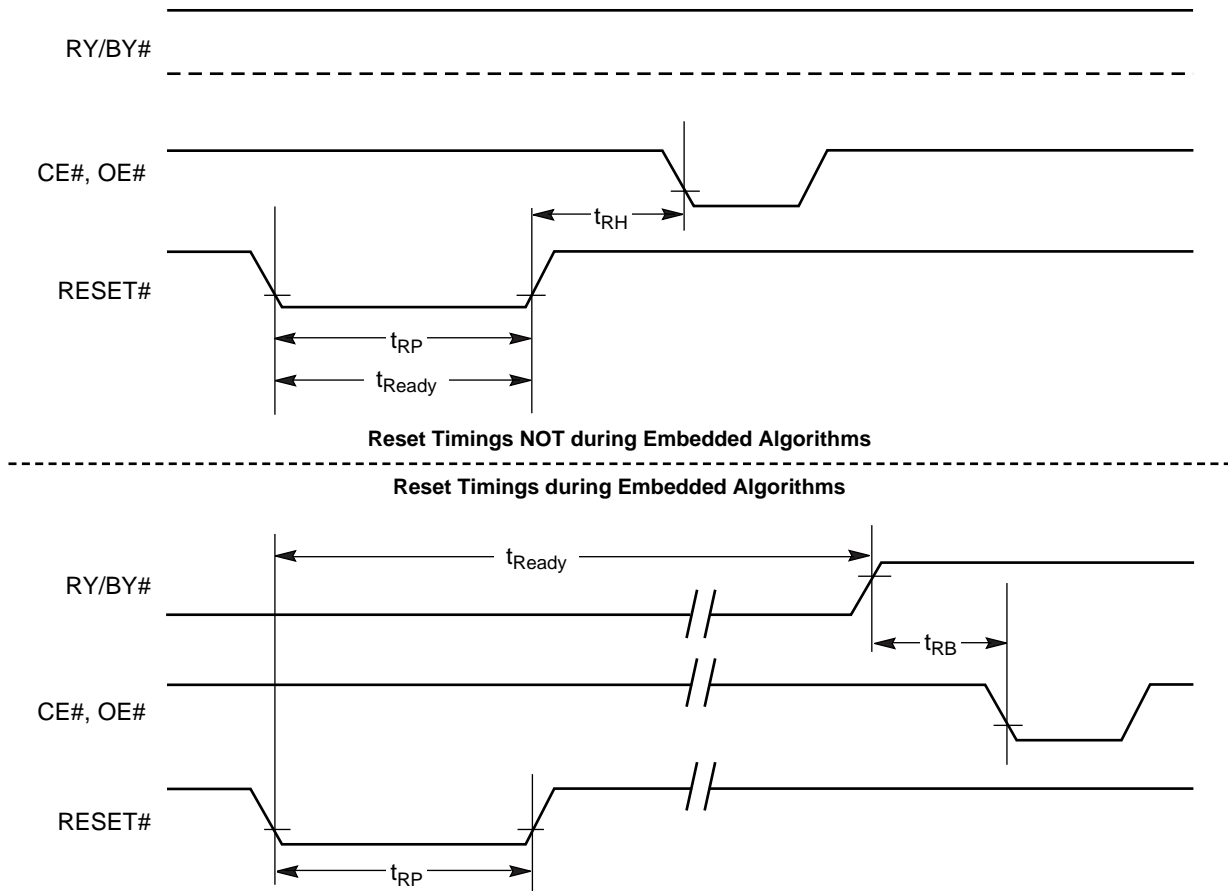 RY/BY#
CE#, OE#
tRH
RESET#
tRP
tReady
Reset Timings NOT during Embedded Algorithms
Reset Timings during Embedded Algorithms
tReady
RY/BY#
tRB
CE#, OE#
RESET#
tRP